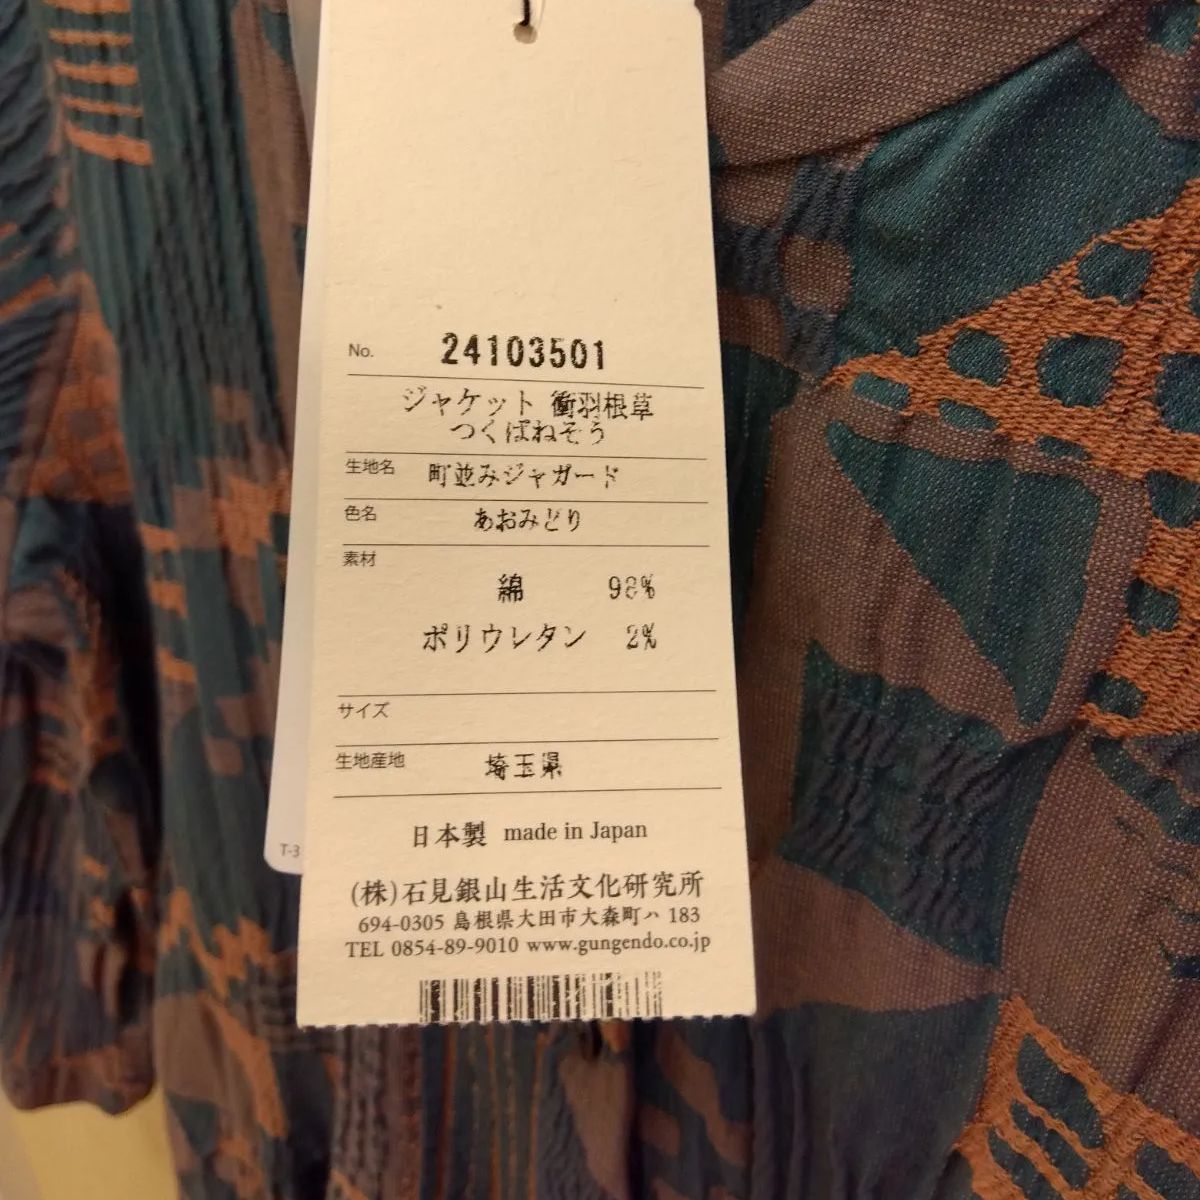 No. 24103501
ジャケット 衝羽根草
つくばねそう
生地名 町並みジャガード
色名 あおみどり
素材
綿 98%
ポリウレタン 2%
サイズ
生地産地 埼玉県
日本製 made in Japan
(株)石見銀山生活文化研究所
694-0305 島根県大田市大森町ハ 183
TEL 0854-89-9010 www.gungendo.co.jp
T-3